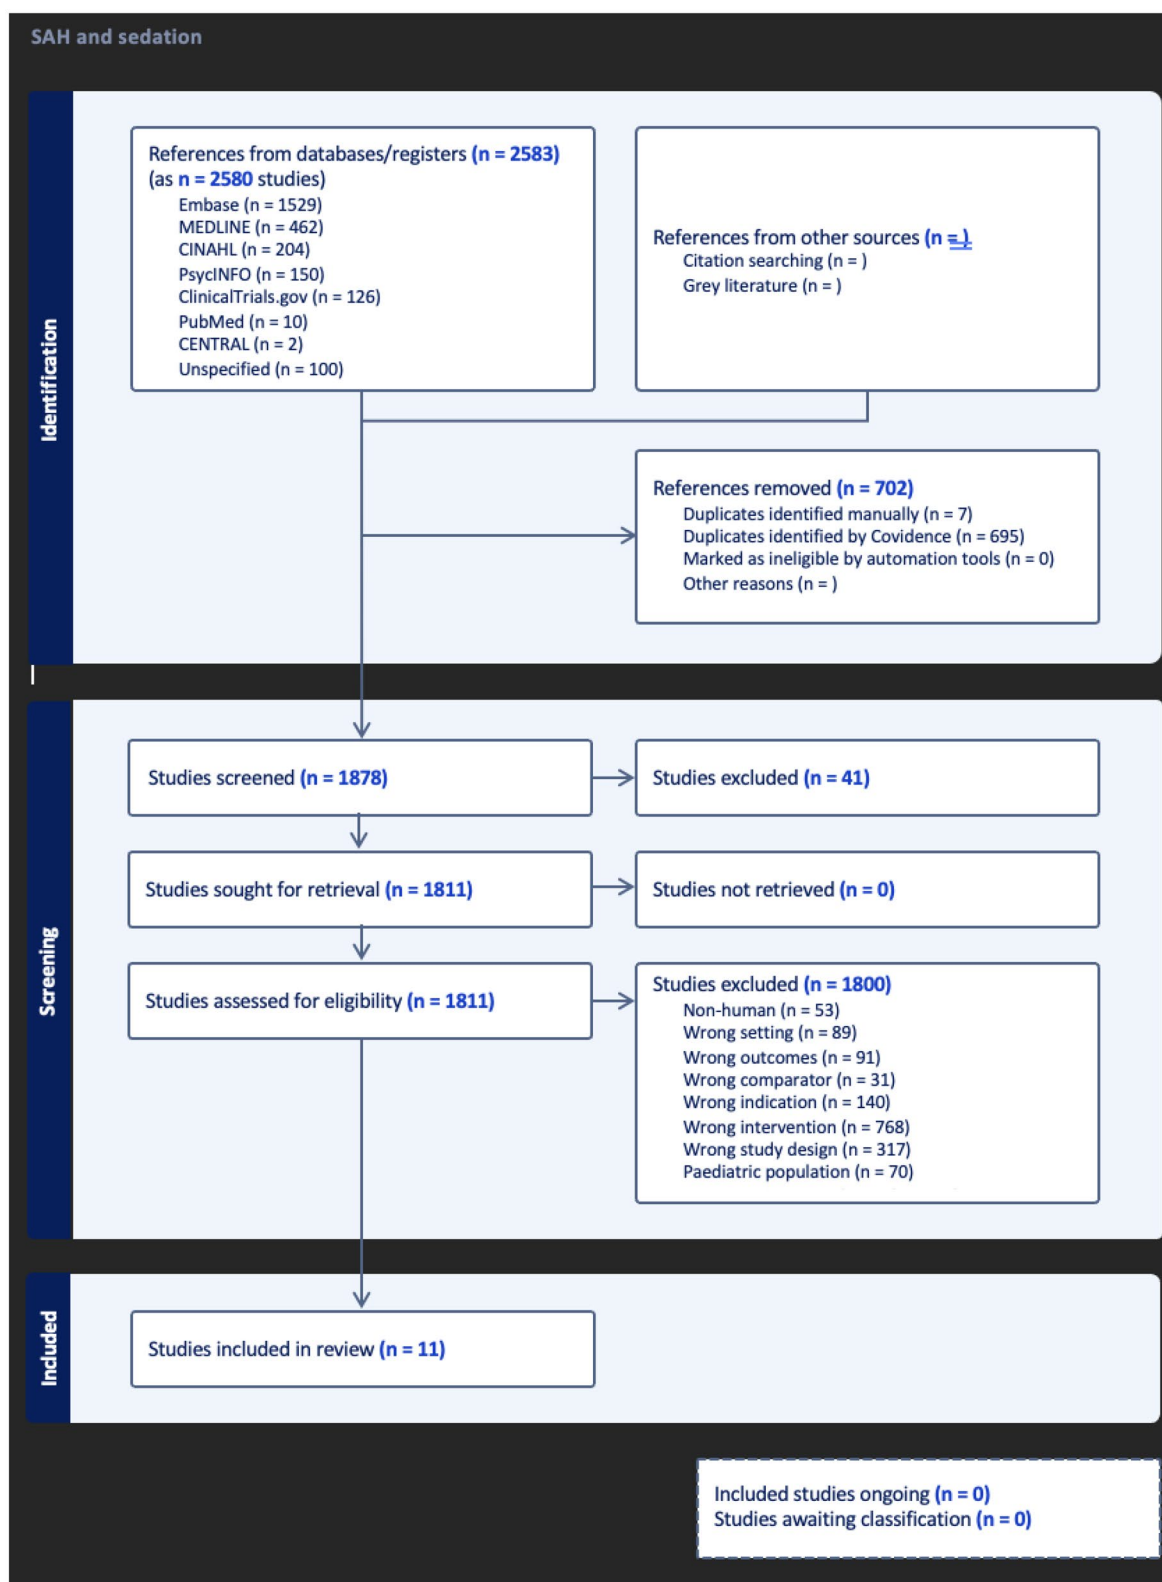 SAH and sedation
Identification
References from databases/registers (n = 2583)
(as n = 2580 studies)
Embase (n = 1529)
MEDLINE (n = 462)
CINAHL (n = 204)
PsycINFO (n = 150)
ClinicalTrials.gov (n = 126)
PubMed (n = 10)
CENTRAL (n = 2)
Unspecified (n = 100)
References from other sources (n = )
Citation searching (n = )
Grey literature (n = )
References removed (n = 702)
Duplicates identified manually (n = 7)
Duplicates identified by Covidence (n = 695)
Marked as ineligible by automation tools (n = 0)
Other reasons (n = )
Screening
Studies screened (n = 1878)
Studies excluded (n = 41)
Studies sought for retrieval (n = 1811)
Studies not retrieved (n = 0)
Studies assessed for eligibility (n = 1811)
Studies excluded (n = 1800)
Non-human (n = 53)
Wrong setting (n = 89)
Wrong outcomes (n = 91)
Wrong comparator (n = 31)
Wrong indication (n = 140)
Wrong intervention (n = 768)
Wrong study design (n = 317)
Paediatric population (n = 70)
Included
Studies included in review (n = 11)
Included studies ongoing (n = 0)
Studies awaiting classification (n = 0)